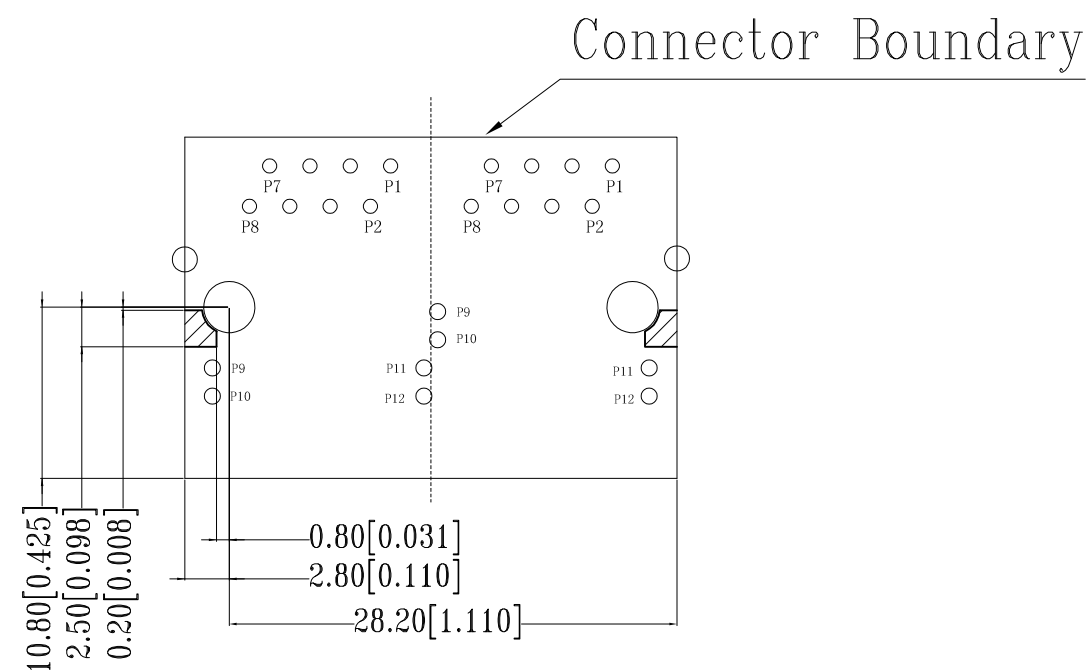 Connector Boundary
P7 P1 P7 P1
P8 P2 P8 P2
P9
P10
P9 P11 P11
P10 P12 P12
10.80[0.425]
2.50[0.098]
0.20[0.008]
0.80[0.031]
2.80[0.110]
28.20[1.110]